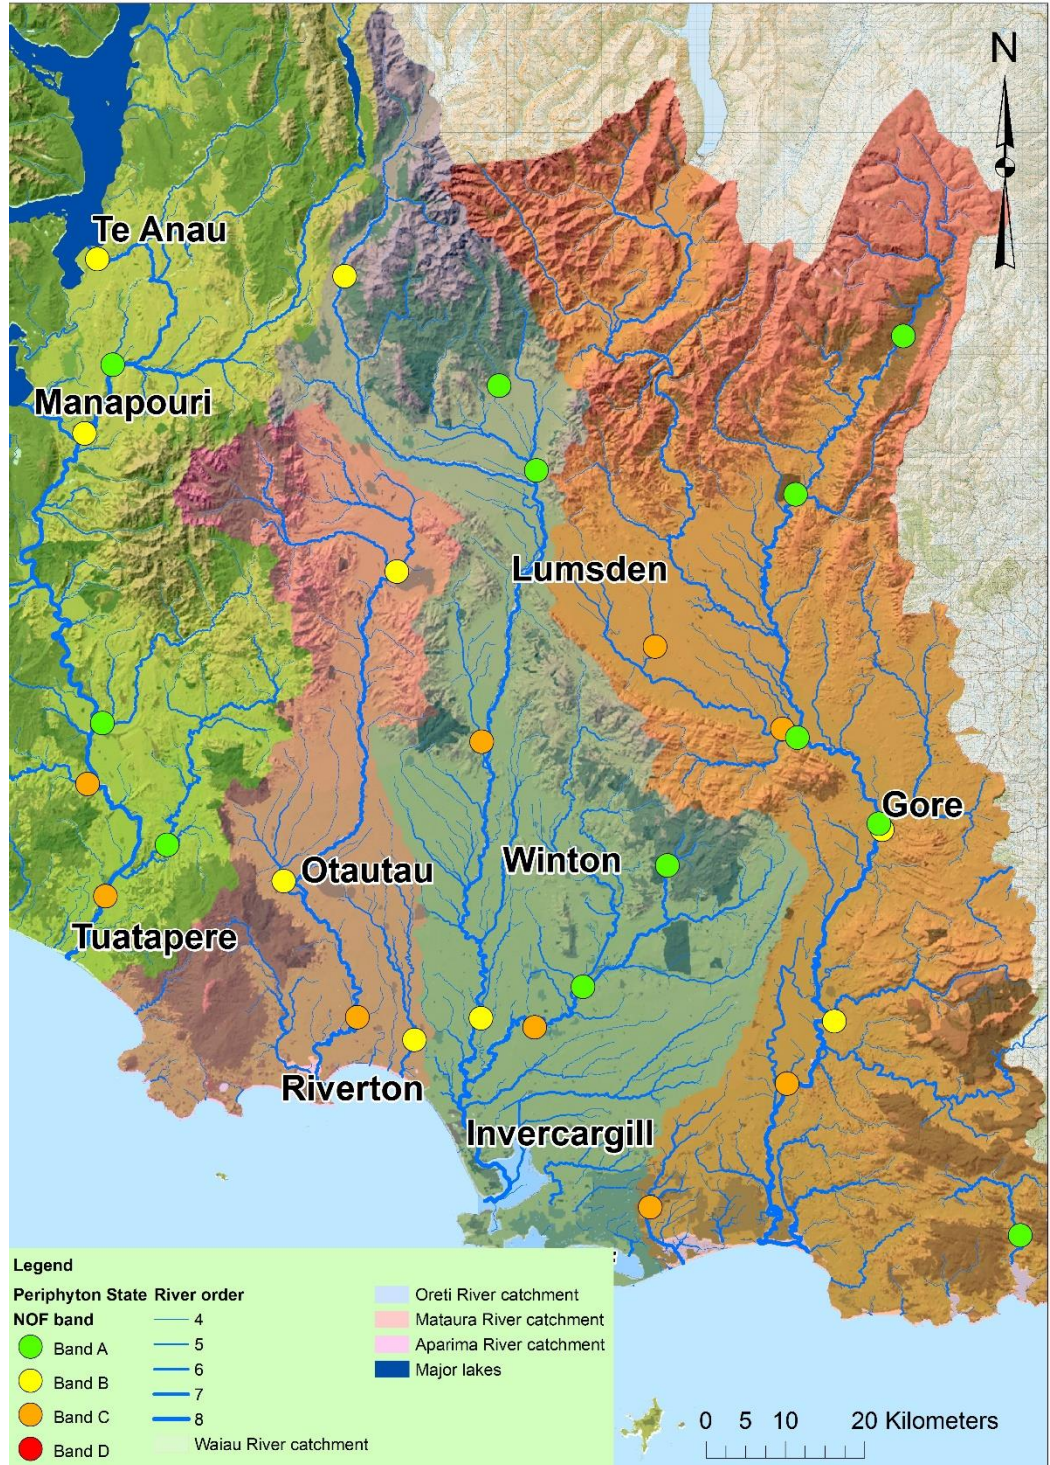 N
Te Anau
Manapouri
Lumsden
Gore
Winton
Otautau
Tuatapere
Riverton
Invercargill
Legend
Periphyton State River order
NOF band
Band A
Band B
Band C
Band D
4
5
6
7
8
Waiau River catchment
Oreti River catchment
Mataura River catchment
Aparima River catchment
Major lakes
0 5 10 20 Kilometers